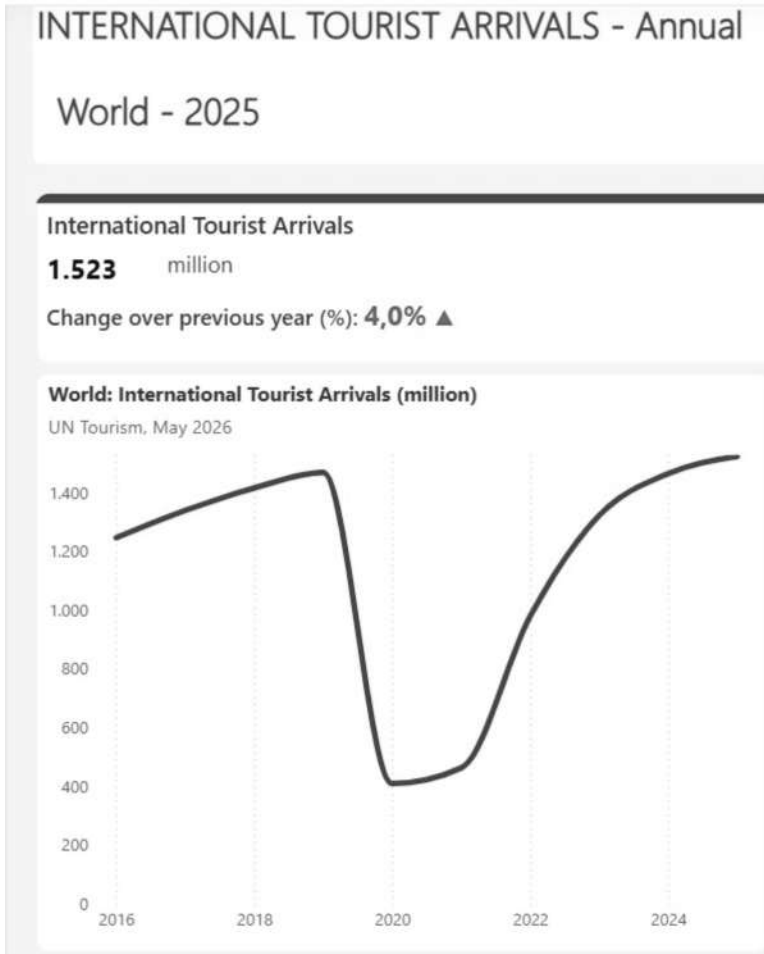 INTERNATIONAL TOURIST ARRIVALS - Annual
World - 2025
International Tourist Arrivals
1.523 million
Change over previous year (%): 4,0% ▲
World: International Tourist Arrivals (million)
UN Tourism, May 2026
1.400
1.200
1.000
800
600
400
200
0
2016 2018 2020 2022 2024